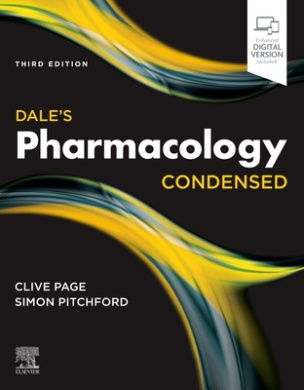 Enhanced
DIGITAL
VERSION
Included
THIRD EDITION
DALE'S
Pharmacology
CONDENSED
CLIVE PAGE
SIMON PITCHFORD
ELSEVIER